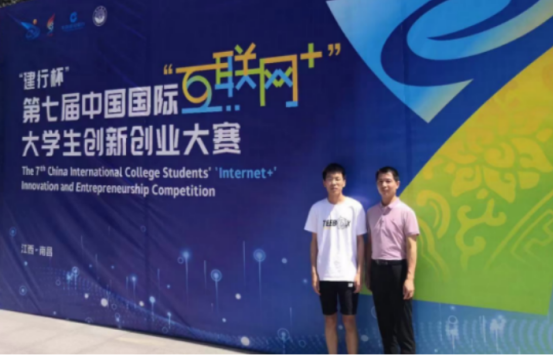 “建行杯”
第七届中国国际“互联网+”
大学生创新创业大赛
The 7th China International College Students' 'Internet+'
Innovation and Entrepreneurship Competition
江西·南昌